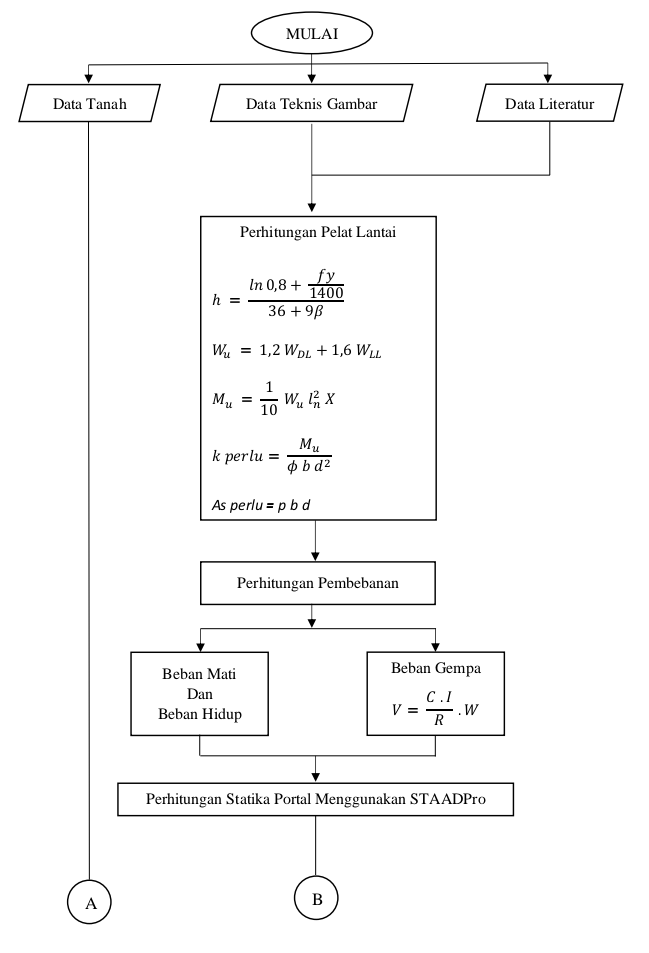 MULAI
Data Tanah
Data Teknis Gambar
Data Literatur
Perhitungan Pelat Lantai
h = (ln 0,8 + fy/1400)/(36 + 9β)
W_u = 1,2 W_DL + 1,6 W_LL
M_u = 1/10 W_u l_n^2 X
k perlu = M_u/(ϕ b d^2)
As perlu = p b d
Perhitungan Pembebanan
Beban Mati
Dan
Beban Hidup
Beban Gempa
V = (C . I)/R . W
Perhitungan Statika Portal Menggunakan STAADPro
A
B